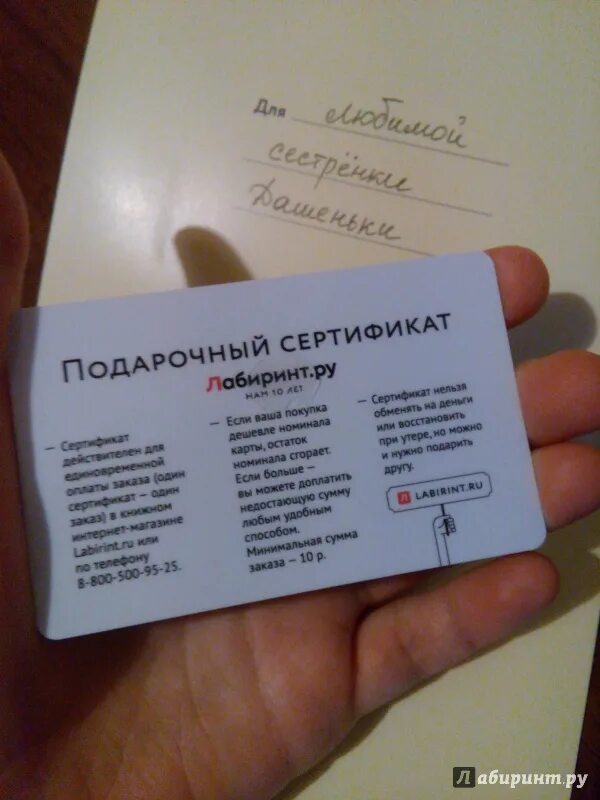 Для Любимой
сестрёнки
Дашеньки
ПОДАРОЧНЫЙ СЕРТИФИКАТ
Лабиринт.ру
НАМ 10 ЛЕТ
— Сертификат
действителен для
единовременной
оплаты заказа (один
сертификат – один
заказ) в книжном
интернет-магазине
Labirint.ru или
по телефону
8-800-500-95-25.
— Если ваша покупка
дешевле номинала
карты, остаток
номинала сгорает.
Если больше –
вы можете доплатить
недостающую сумму
любым удобным
способом.
Минимальная сумма
заказа – 10 р.
— Сертификат нельзя
обменять на деньги
или восстановить
при утере, но можно
и нужно подарить
другу.
Л LABIRINT.RU
Лабиринт.ру